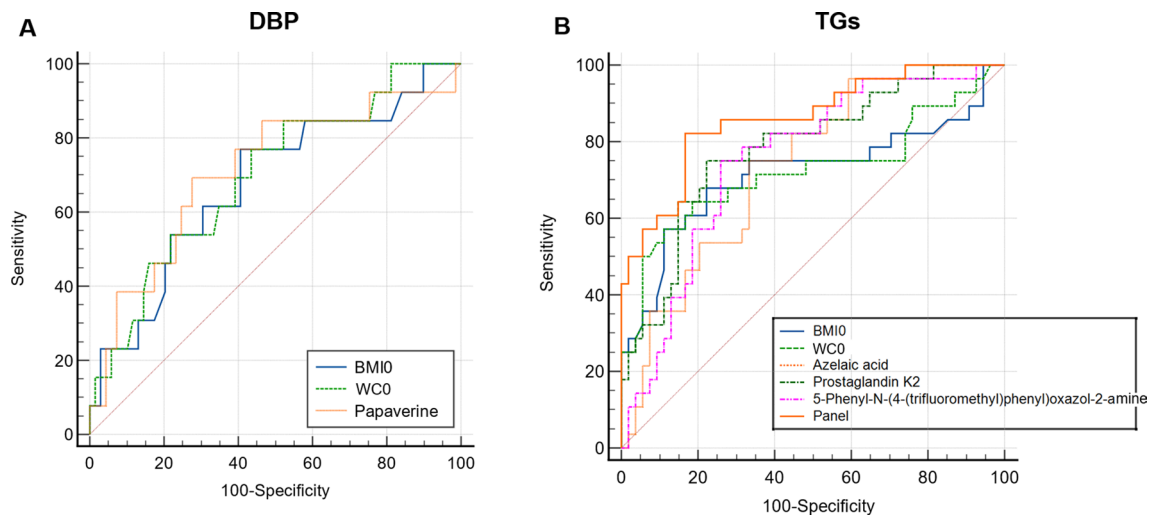 A
DBP
Sensitivity
100
80
60
40
20
0
0 20 40 60 80 100
100-Specificity
BMI0
WC0
Papaverine
B
TGs
Sensitivity
100
80
60
40
20
0
0 20 40 60 80 100
100-Specificity
BMI0
WC0
Azelaic acid
Prostaglandin K2
5-Phenyl-N-(4-(trifluoromethyl)phenyl)oxazol-2-amine
Panel